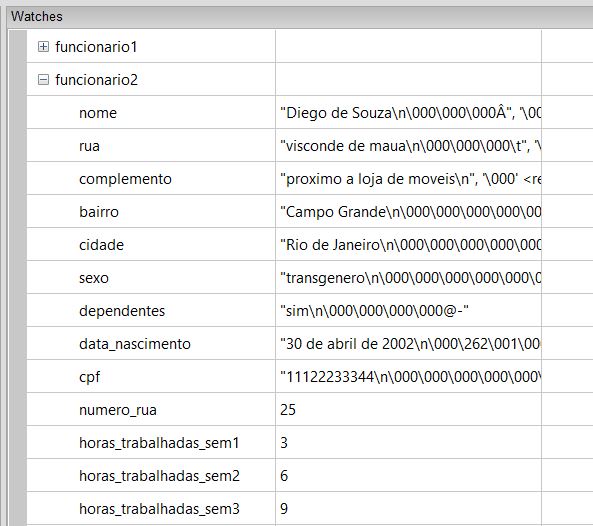 Watches
funcionario1
funcionario2
nome "Diego de Souza\n\000\000\000Â", '\00
rua "visconde de maua\n\000\000\000\t", '\
complemento "proximo a loja de moveis\n", '\000' <re
bairro "Campo Grande\n\000\000\000\000\00
cidade "Rio de Janeiro\n\000\000\000\000\000
sexo "transgenero\n\000\000\000\000\000\0
dependentes "sim\n\000\000\000\000@-"
data_nascimento "30 de abril de 2002\n\000\262\001\000
cpf "11122233344\n\000\000\000\000\000\
numero_rua 25
horas_trabalhadas_sem1 3
horas_trabalhadas_sem2 6
horas_trabalhadas_sem3 9